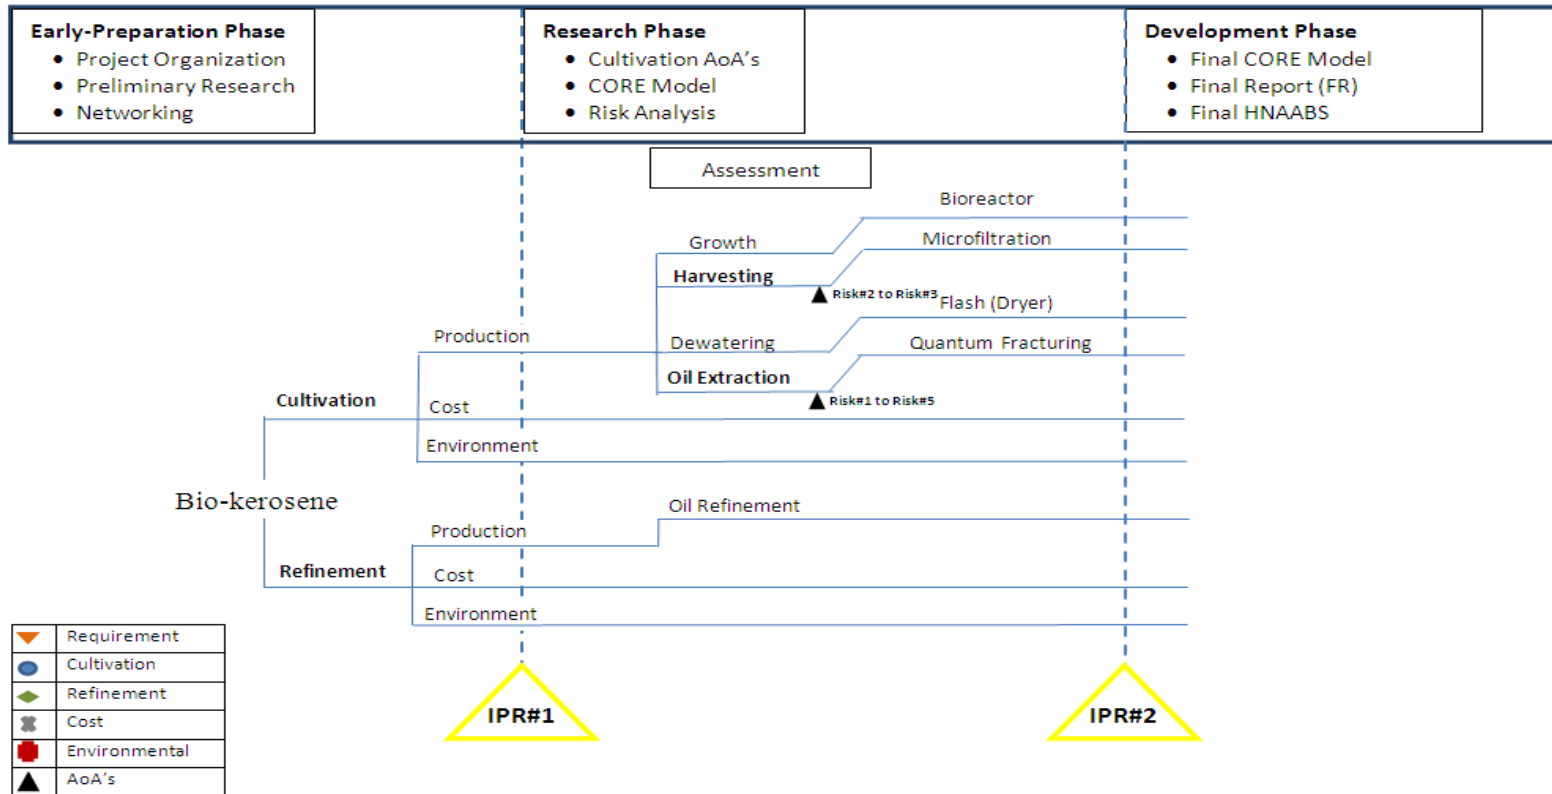 Early-Preparation Phase
• Project Organization
• Preliminary Research
• Networking
Research Phase
• Cultivation AoA's
• CORE Model
• Risk Analysis
Development Phase
• Final CORE Model
• Final Report (FR)
• Final HNAABS
Assessment
Bioreactor
Growth
Microfiltration
Harvesting
Risk#2 to Risk#3
Flash (Dryer)
Production
Dewatering
Quantum Fracturing
Oil Extraction
Risk#1 to Risk#5
Cultivation
Cost
Environment
Bio-kerosene
Oil Refinement
Production
Refinement
Cost
Environment
Requirement
Cultivation
Refinement
Cost
Environmental
AoA's
IPR#1
IPR#2